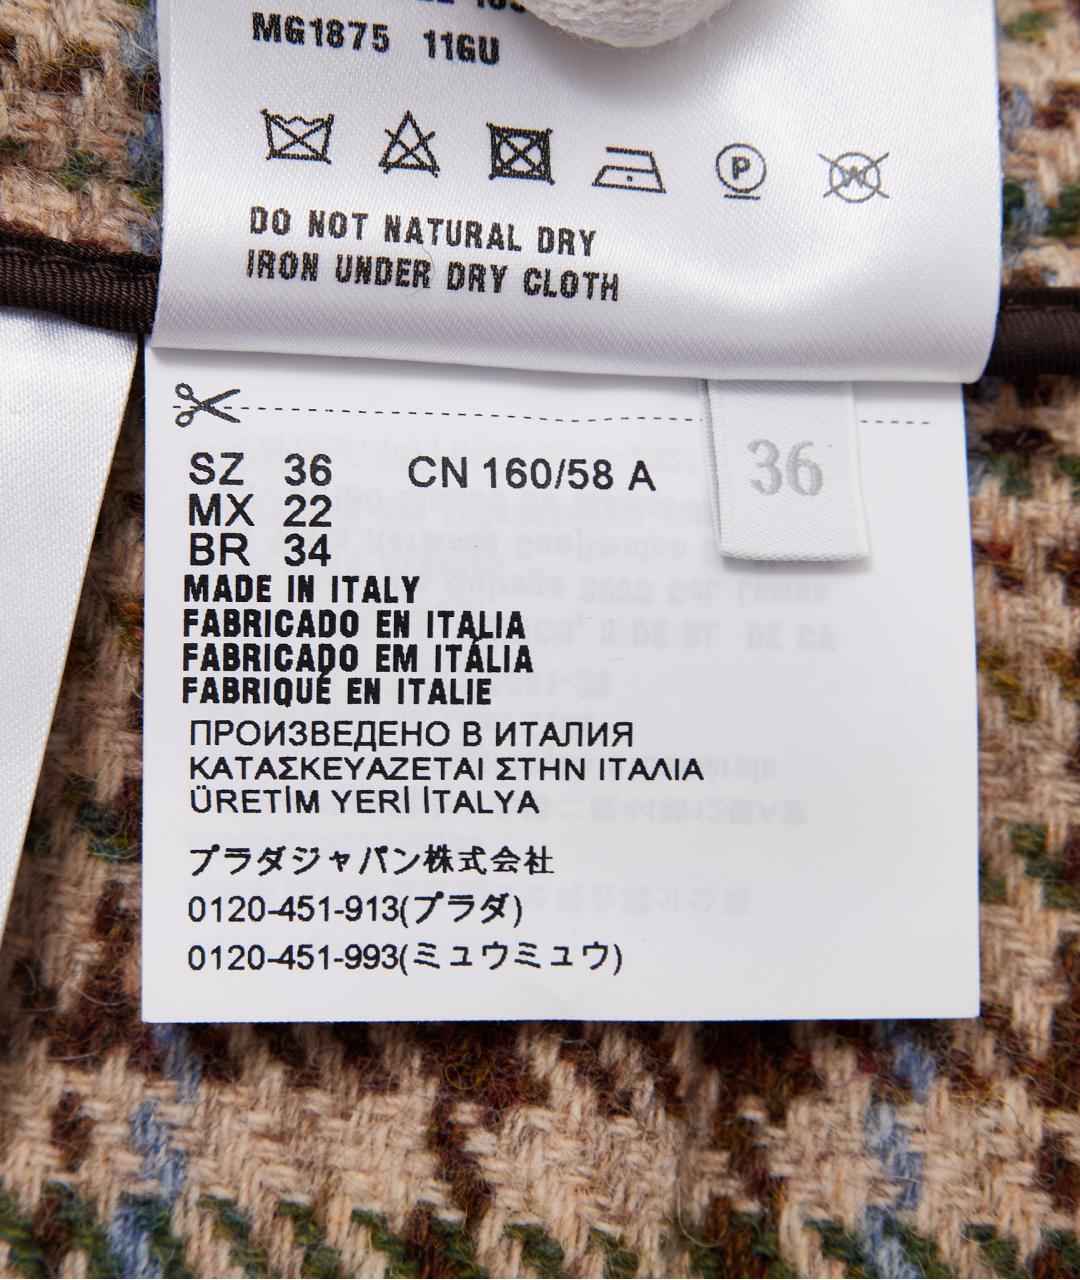 MG1875 11GU
P
W
DO NOT NATURAL DRY
IRON UNDER DRY CLOTH
SZ 36 CN 160/58 A
36
MX 22
BR 34
MADE IN ITALY
FABRICADO EN ITALIA
FABRICADO EM ITÁLIA
FABRIQUÉ EN ITALIE
ПРОИЗВЕДЕНО В ИТАЛИЯ
ΚΑΤΑΣΚΕΥΑΖΕΤΑΙ ΣΤΗΝ ΙΤΑΛΙΑ
ÜRETİM YERİ İTALYA
プラダジャパン株式会社
0120-451-913(プラダ)
0120-451-993(ミュウミュウ)